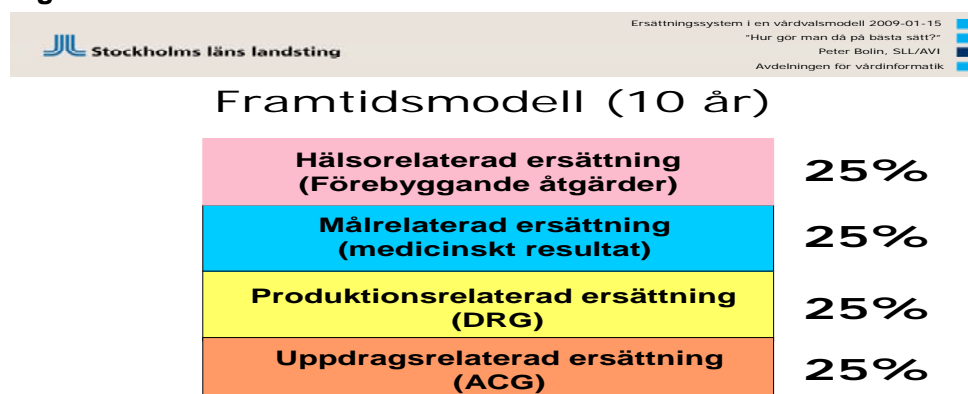 Ersättningssystem i en vårdvalsmodell 2009-01-15
"Hur gör man då på bästa sätt?"
Peter Bolin, SLL/AVI
Avdelningen för vårdinformatik
Stockholms läns landsting
Framtidsmodell (10 år)
Hälsorelaterad ersättning
(Förebyggande åtgärder)
25%
Målrelaterad ersättning
(medicinskt resultat)
25%
Produktionsrelaterad ersättning
(DRG)
25%
Uppdragsrelaterad ersättning
(ACG)
25%